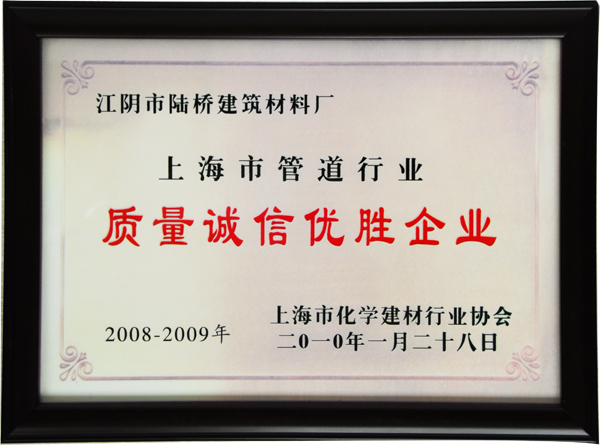 江阴市陆桥建筑材料厂
上海市管道行业
质量诚信优胜企业
2008-2009年
上海市化学建材行业协会
二0一0年一月二十八日